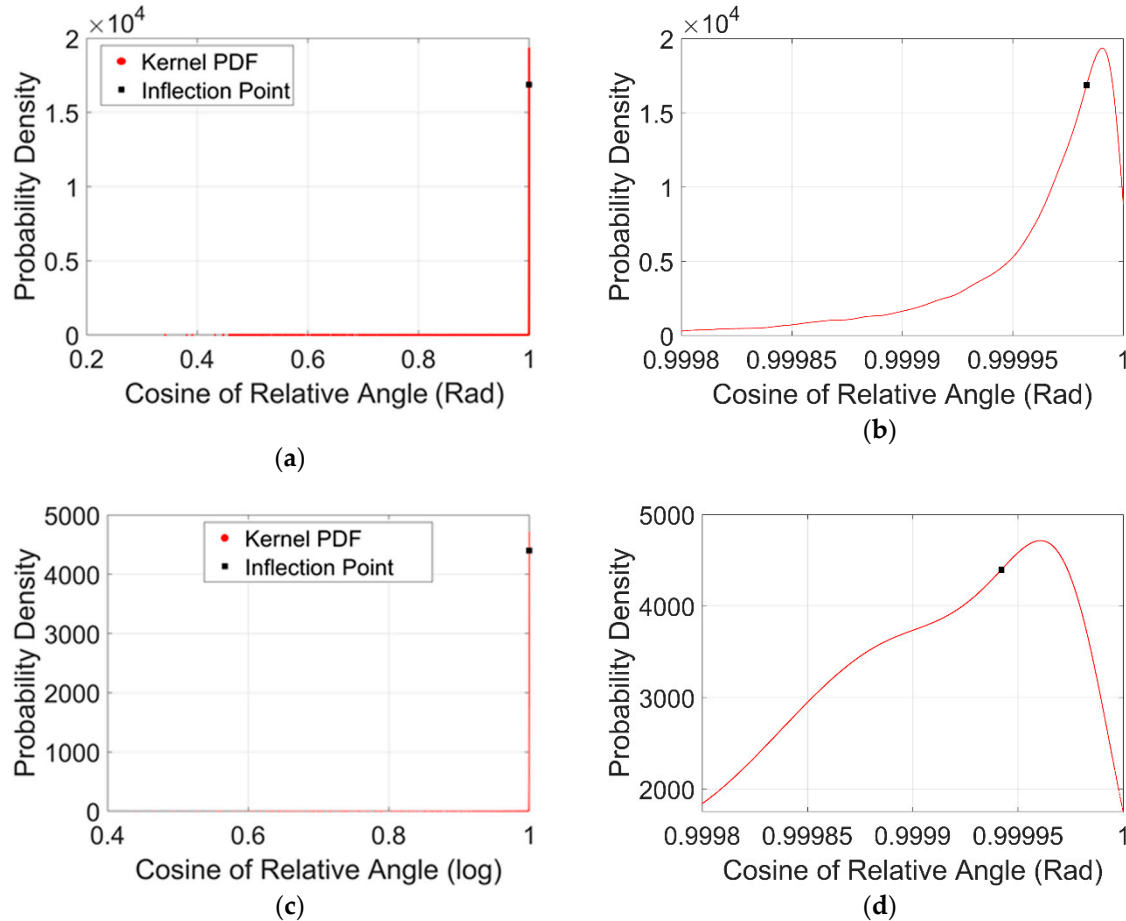 ×10⁴
2
1.5
1
0.5
0
Probability Density
Kernel PDF
Inflection Point
0.2 0.4 0.6 0.8 1
Cosine of Relative Angle (Rad)
(a)
×10⁴
2
1.5
1
0.5
0
Probability Density
0.9998 0.99985 0.9999 0.99995 1
Cosine of Relative Angle (Rad)
(b)
5000
4000
3000
2000
1000
0
Probability Density
Kernel PDF
Inflection Point
0.4 0.6 0.8 1
Cosine of Relative Angle (log)
(c)
5000
4000
3000
2000
Probability Density
0.9998 0.99985 0.9999 0.99995 1
Cosine of Relative Angle (Rad)
(d)